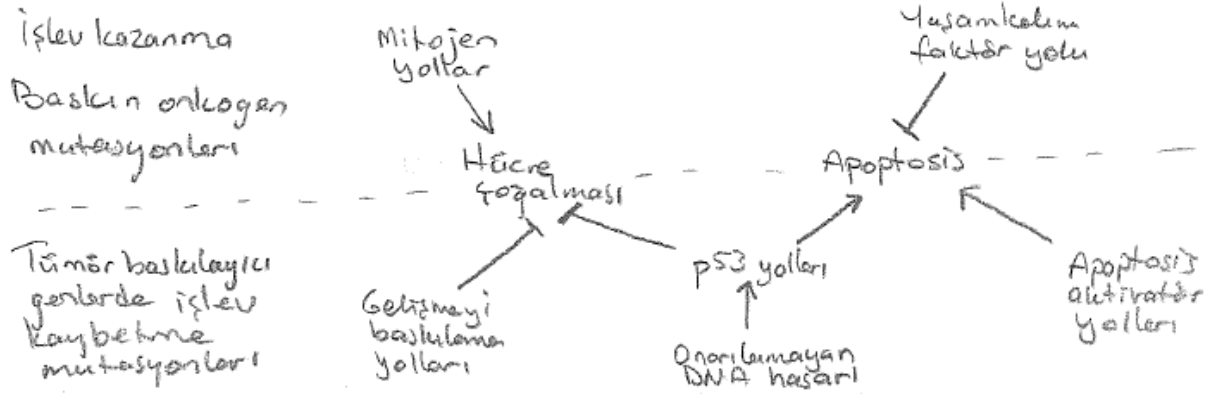 İşlev kazanma
Baskın onkogen
mutasyonları
Mitojen
yollar
Yaşamkalım
faktör yolu
Hücre
çoğalması
Apoptosis
Tümör baskılayıcı
genlerde işlev
kaybetme
mutasyonları
Gelişmeyi
baskılama
yolları
p53 yolları
Onarılamayan
DNA hasarı
Apoptosis
aktivatör
yolları